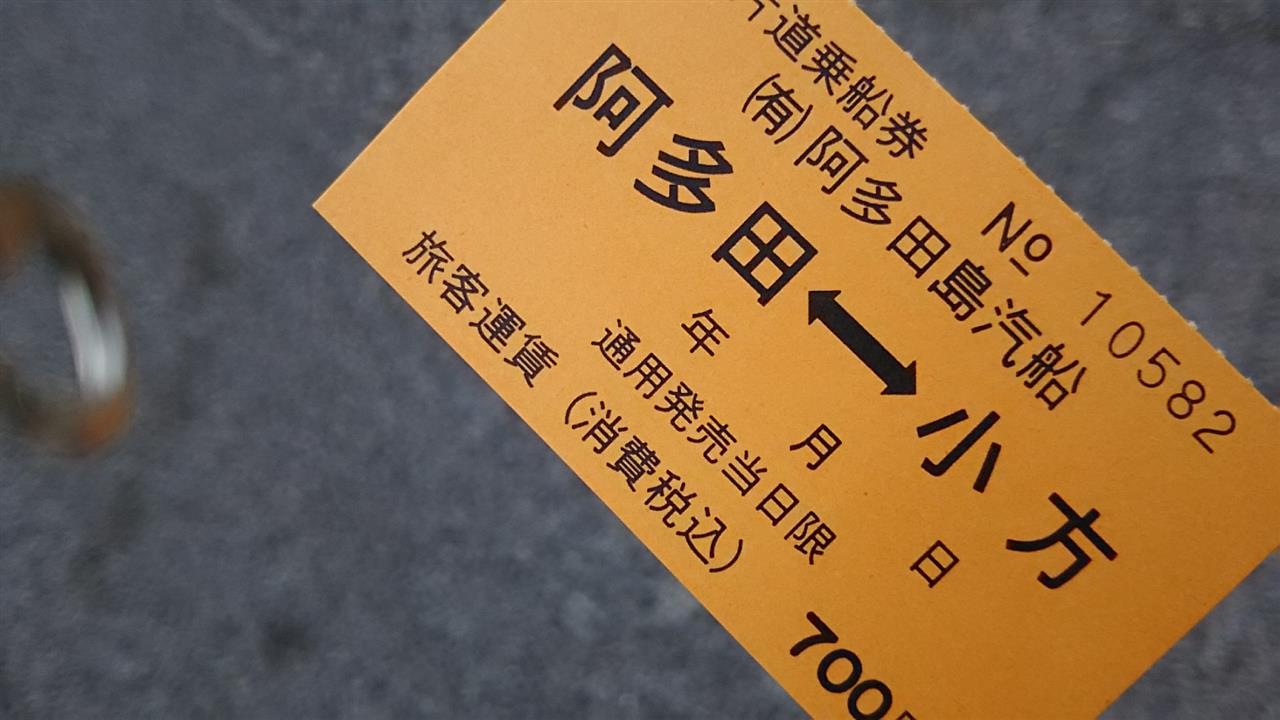 片道乗船券 № 10582
(有)阿多田島汽船
阿多田↔小方
年 月 日
通用発売当日限
旅客運賃(消費税込) 700